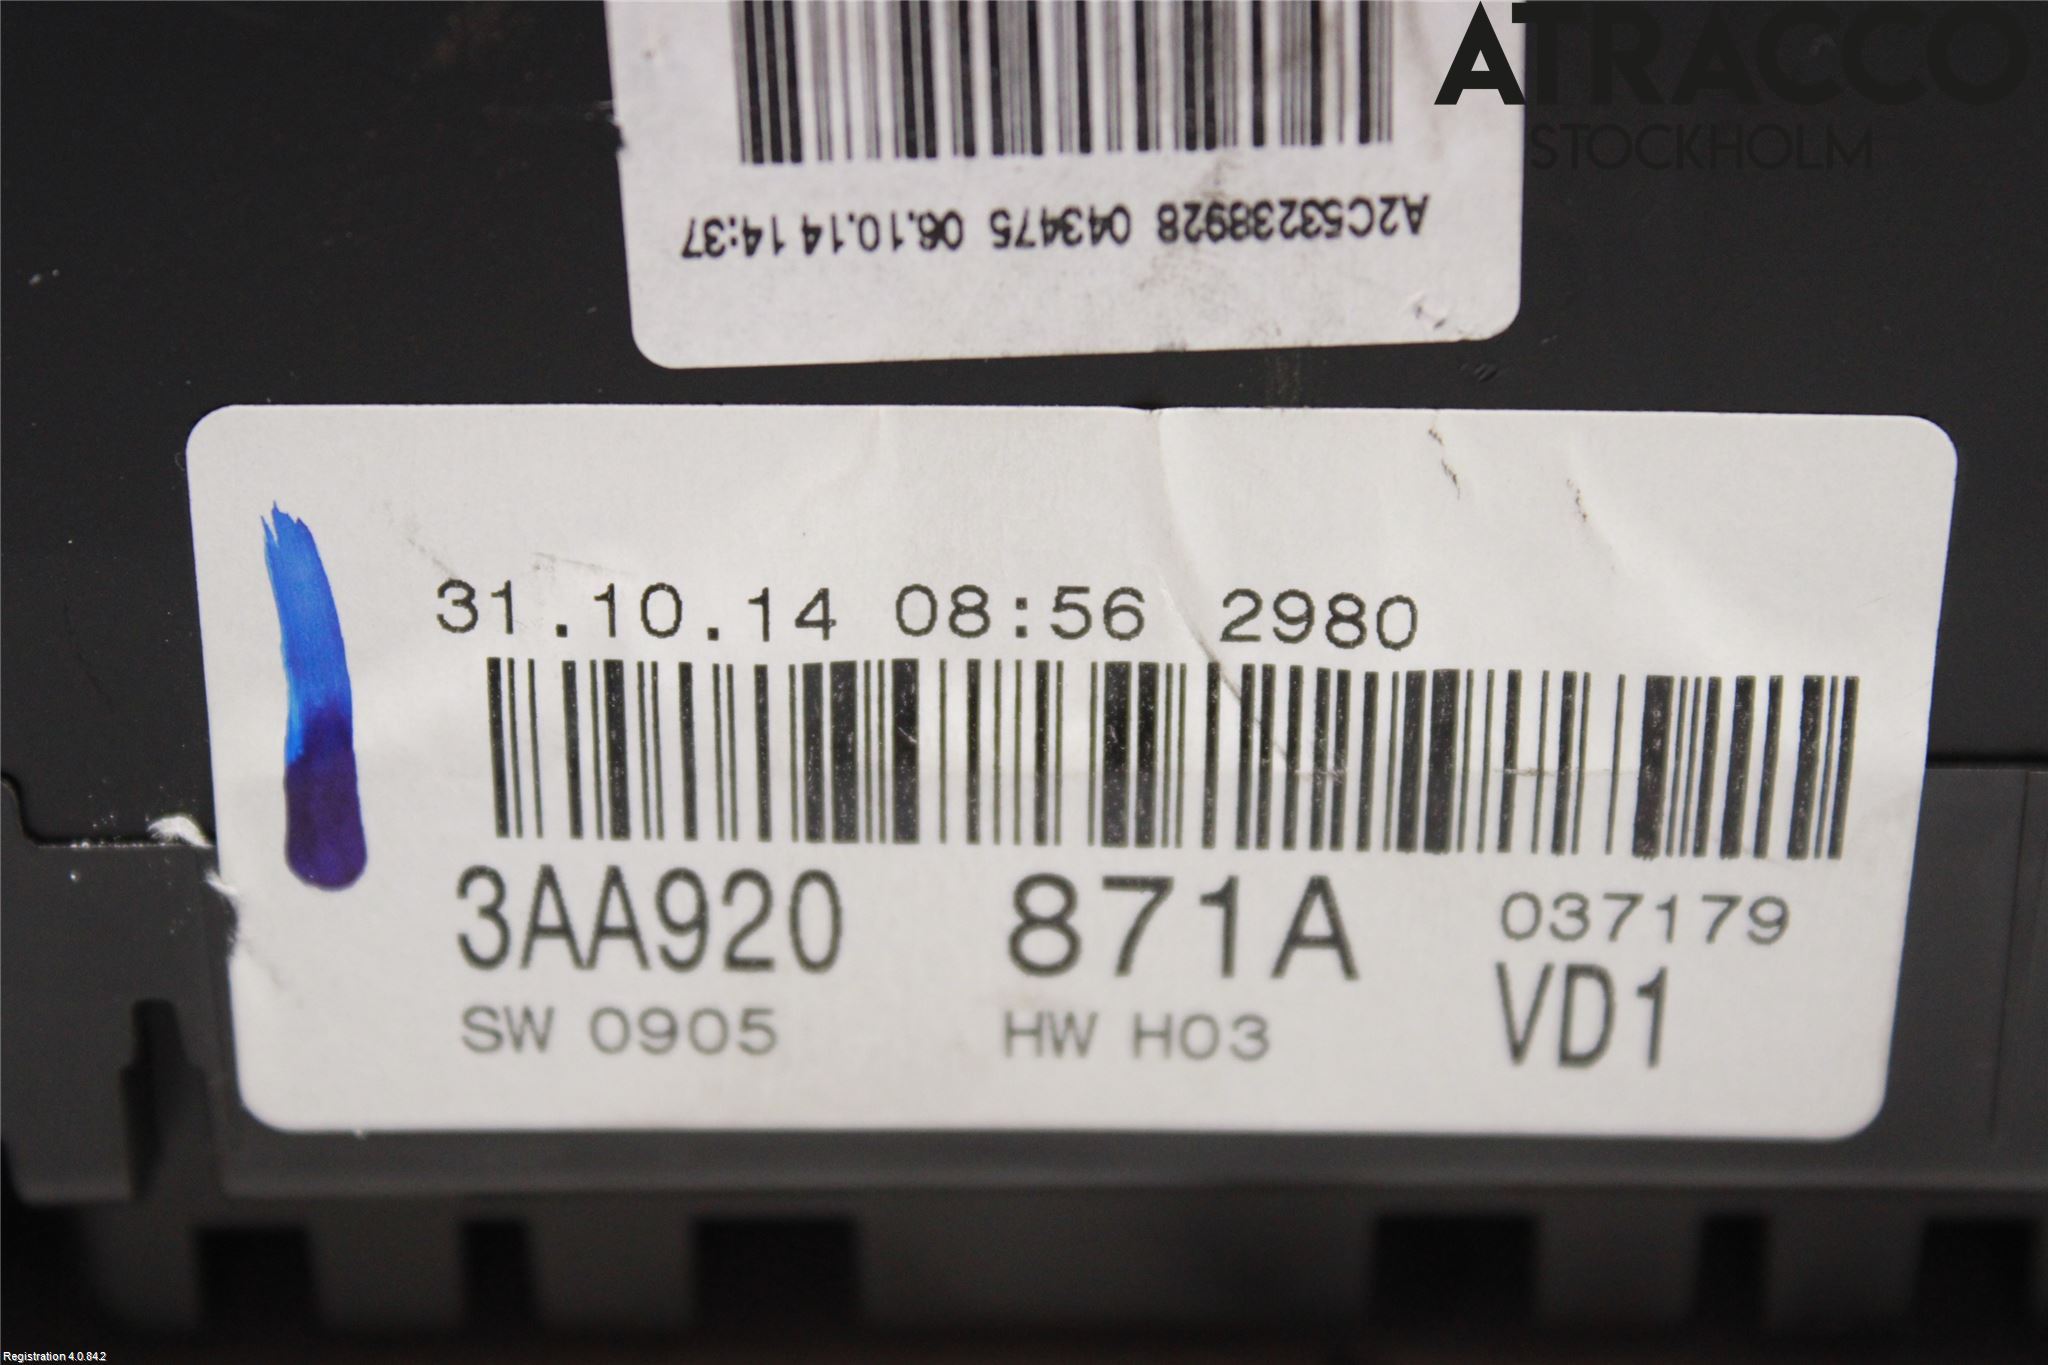 ATRACCO
STOCKHOLM
A2C53238928 043475 06.10.14 14:37
31.10.14 08:56 2980
3AA920 871A 037179
SW 0905 HW H03 VD1
Registration 4.0.84.2